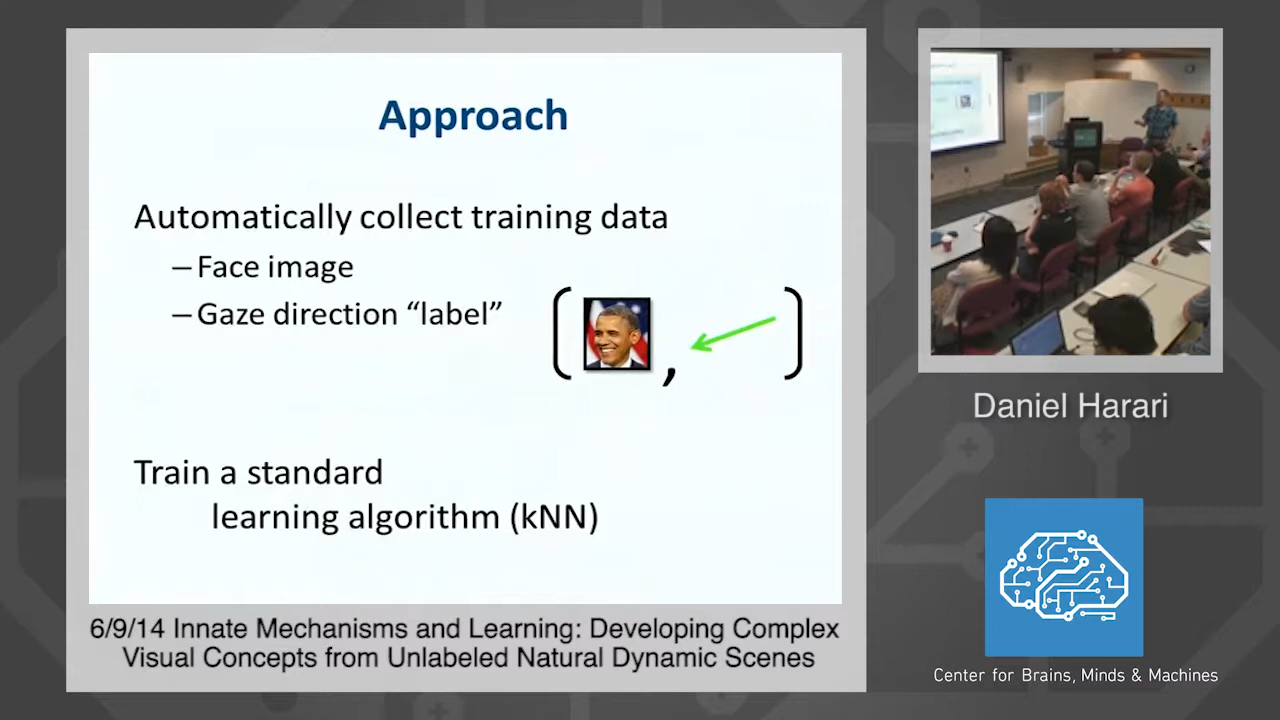 Approach
Automatically collect training data
–Face image
–Gaze direction “label”
,
Train a standard
learning algorithm (kNN)
6/9/14 Innate Mechanisms and Learning: Developing Complex
Visual Concepts from Unlabeled Natural Dynamic Scenes
Daniel Harari
Center for Brains, Minds & Machines